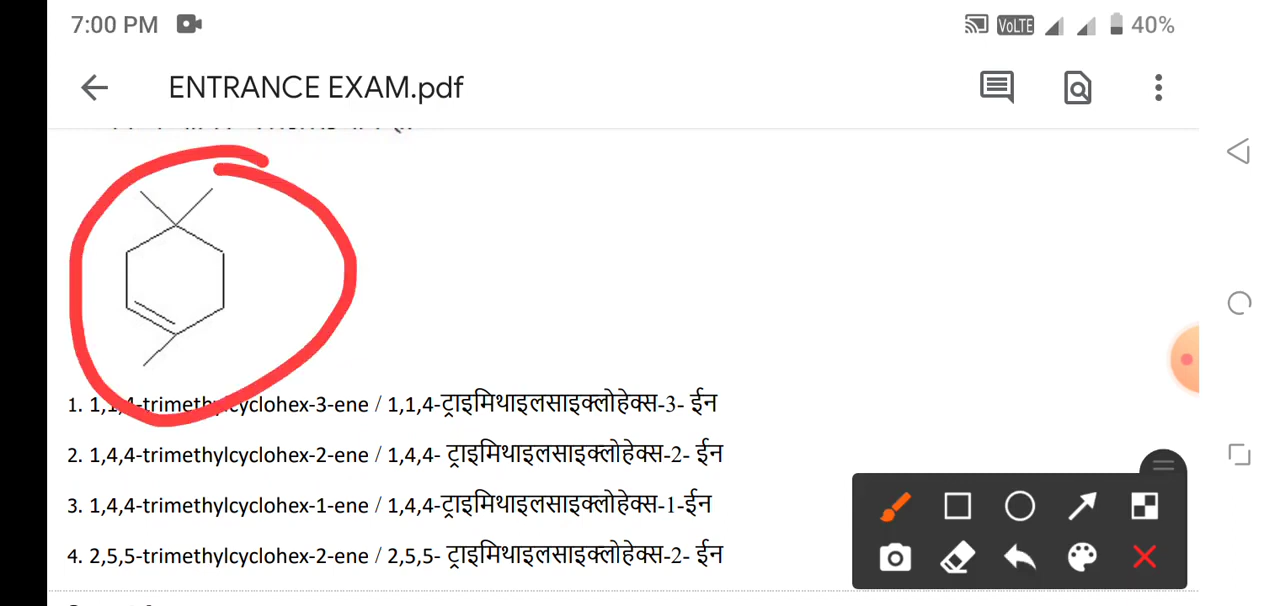 7:00 PM VoLTE 40%
ENTRANCE EXAM.pdf
1. 1,1,4-trimethylcyclohex-3-ene / 1,1,4-ट्राइमिथाइलसाइक्लोहेक्स-3- ईन
2. 1,4,4-trimethylcyclohex-2-ene / 1,4,4- ट्राइमिथाइलसाइक्लोहेक्स-2- ईन
3. 1,4,4-trimethylcyclohex-1-ene / 1,4,4-ट्राइमिथाइलसाइक्लोहेक्स-1-ईन
4. 2,5,5-trimethylcyclohex-2-ene / 2,5,5- ट्राइमिथाइलसाइक्लोहेक्स-2- ईन